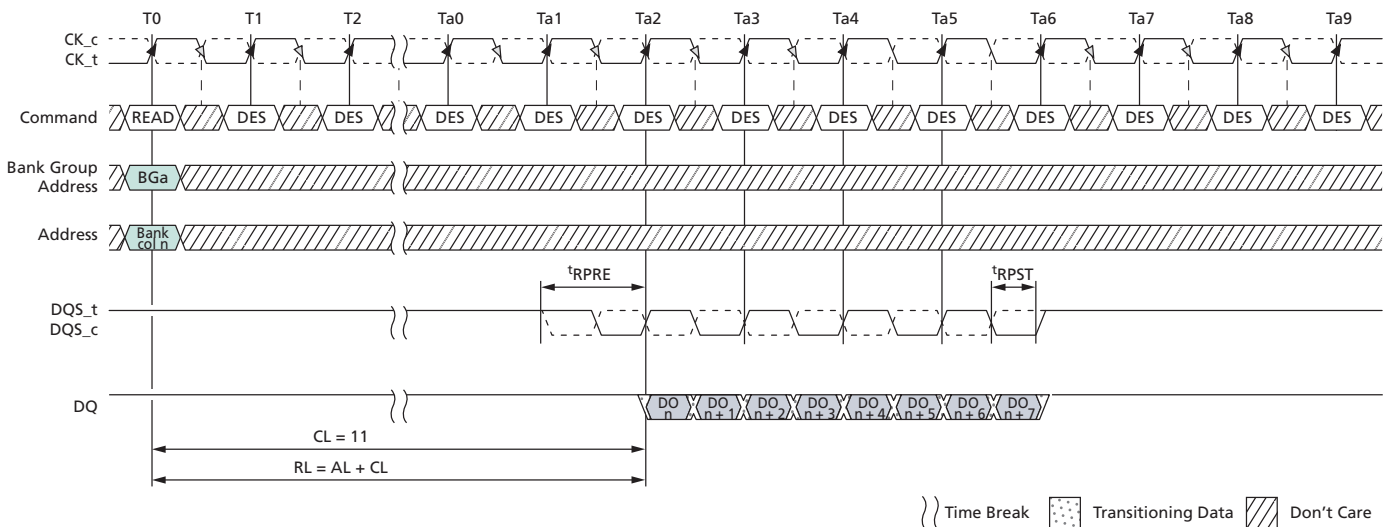 T0 T1 T2 Ta0 Ta1 Ta2 Ta3 Ta4 Ta5 Ta6 Ta7 Ta8 Ta9
CK_c
CK_t
Command READ DES DES DES DES DES DES DES DES DES DES DES DES
Bank Group
Address
BGa
Address
Bank
col n
tRPRE
tRPST
DQS_t
DQS_c
DQ
DO
n
DO
n + 1
DO
n + 2
DO
n + 3
DO
n + 4
DO
n + 5
DO
n + 6
DO
n + 7
CL = 11
RL = AL + CL
Time Break
Transitioning Data
Don't Care